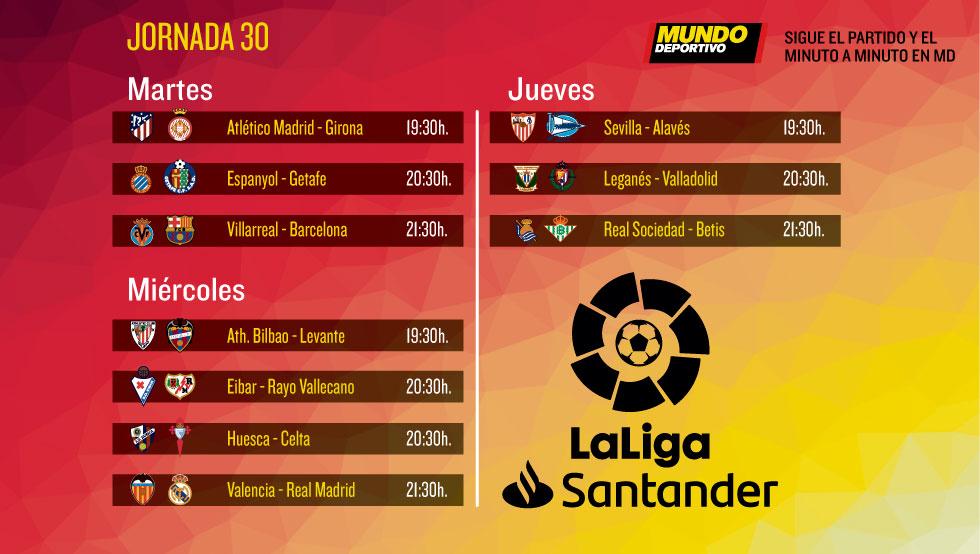 JORNADA 30
MUNDO
DEPORTIVO
SIGUE EL PARTIDO Y EL
MINUTO A MINUTO EN MD
Martes
Atlético Madrid - Girona 19:30h.
Espanyol - Getafe 20:30h.
Villarreal - Barcelona 21:30h.
Miércoles
Ath. Bilbao - Levante 19:30h.
Eibar - Rayo Vallecano 20:30h.
Huesca - Celta 20:30h.
Valencia - Real Madrid 21:30h.
Jueves
Sevilla - Alavés 19:30h.
Leganés - Valladolid 20:30h.
Real Sociedad - Betis 21:30h.
LaLiga
Santander